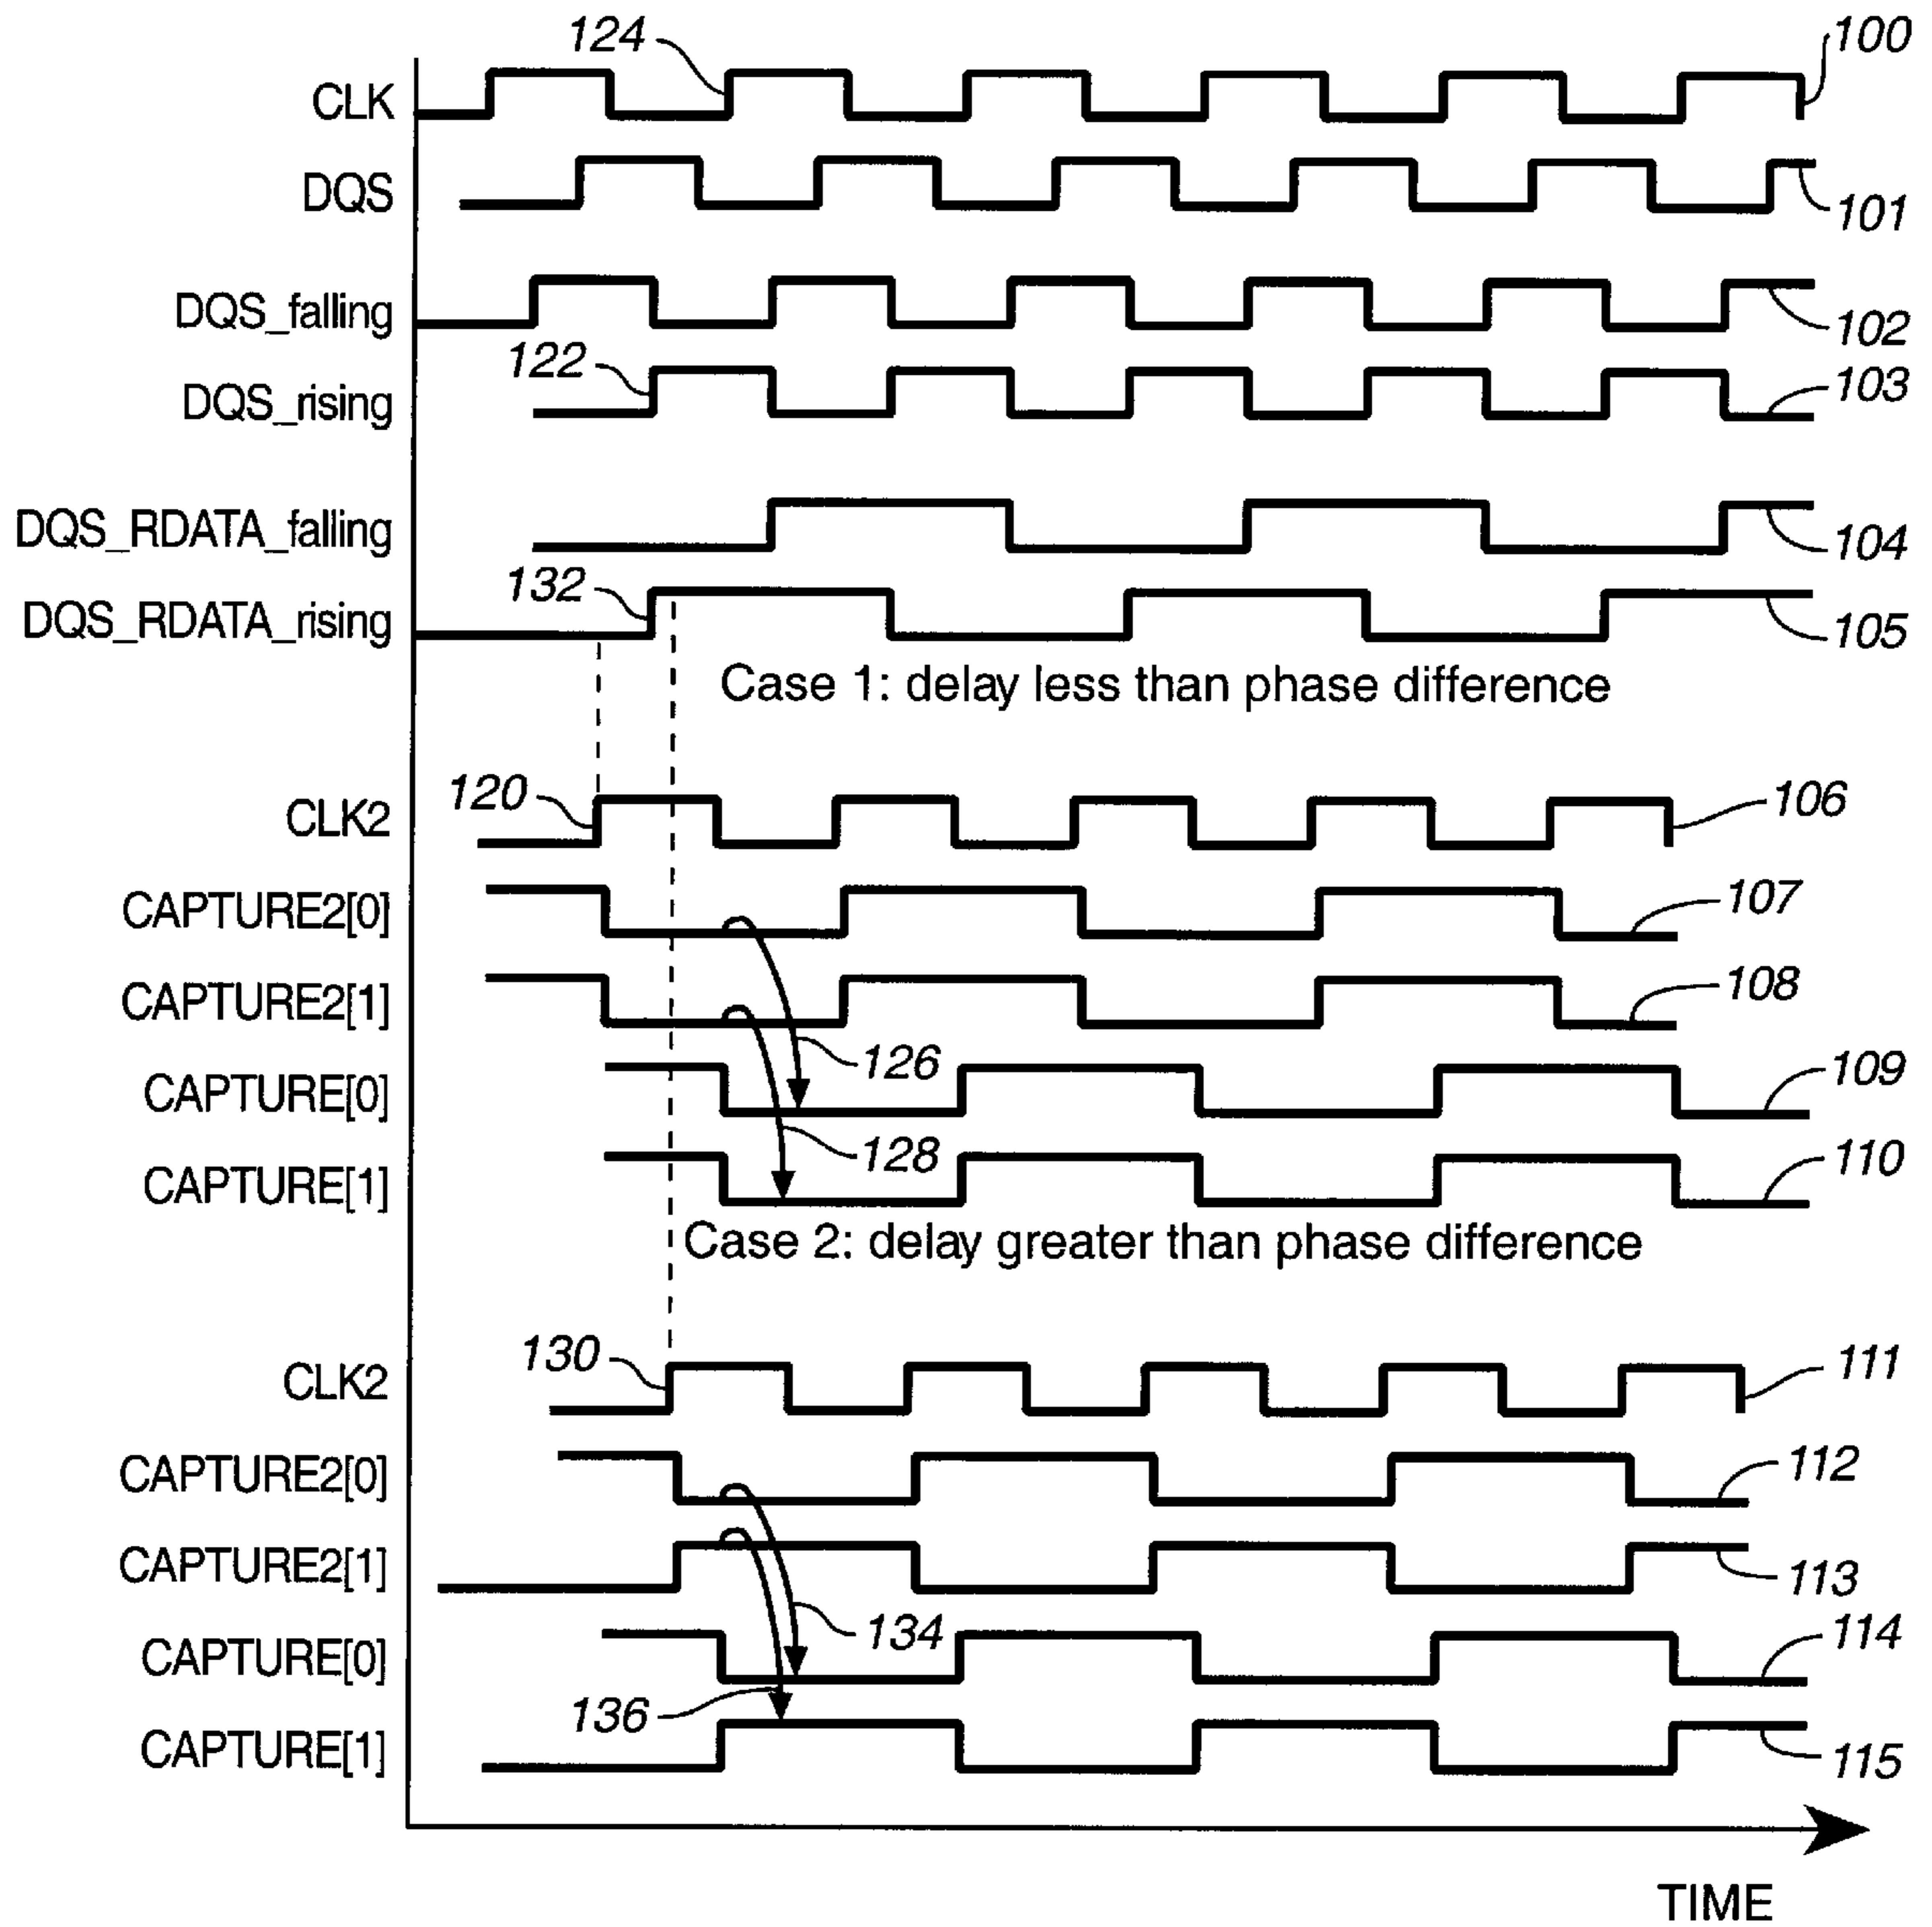 124
100
CLK
DQS
101
DQS_falling
102
122
DQS_rising
103
DQS_RDATA_falling
104
132
DQS_RDATA_rising
105
Case 1: delay less than phase difference
120
CLK2
106
CAPTURE2[0]
107
CAPTURE2[1]
108
126
CAPTURE[0]
109
128
CAPTURE[1]
110
Case 2: delay greater than phase difference
130
CLK2
111
CAPTURE2[0]
112
CAPTURE2[1]
113
134
CAPTURE[0]
114
136
CAPTURE[1]
115
TIME